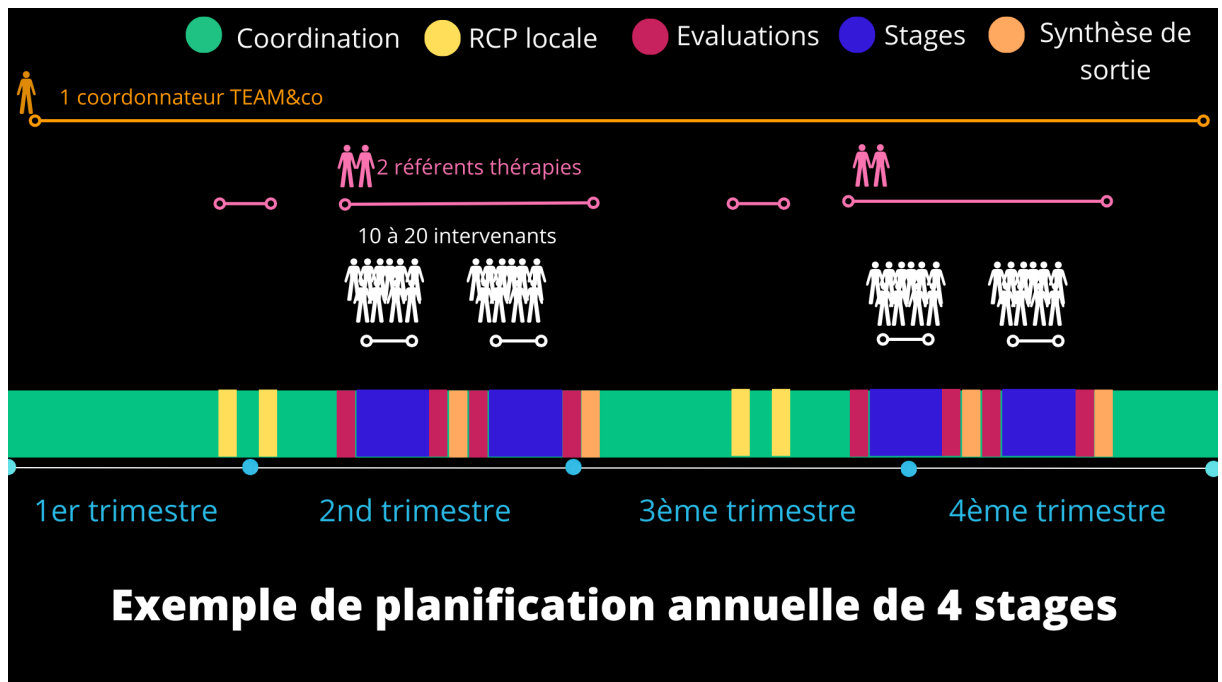 Coordination
RCP locale
Evaluations
Stages
Synthèse de
sortie
1 coordonnateur TEAM&co
2 référents thérapies
10 à 20 intervenants
1er trimestre
2nd trimestre
3ème trimestre
4ème trimestre
Exemple de planification annuelle de 4 stages